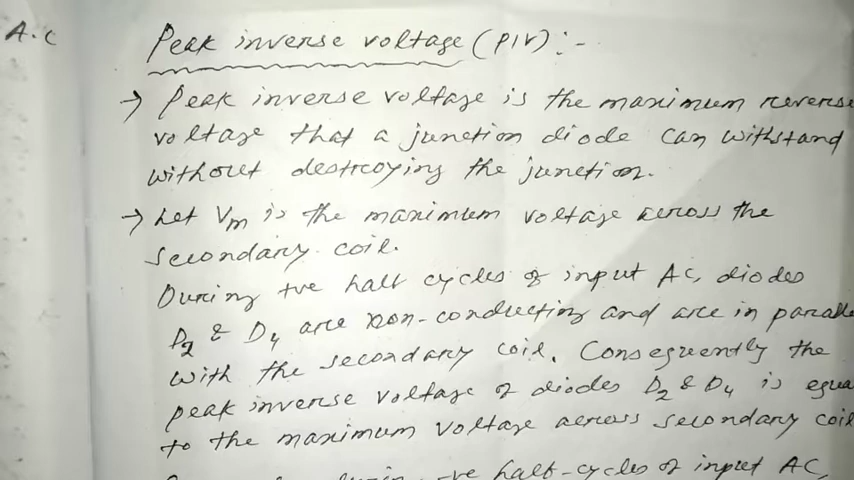 A.C
Peak inverse voltage (PIV):-
→ Peak inverse voltage is the maximum reverse
voltage that a junction diode can withstand
without destroying the junction.
→ Let Vm is the maximum voltage across the
secondary coil.
During +ve half cycles of input AC, diodes
D2 & D4 are non-conducting and are in paralle
with the secondary coil. Consequently the
peak inverse voltage of diodes D2 & D4 is equa
to the maximum voltage across secondary coil
-ve half-cycles of input AC,